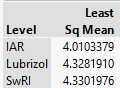 Least
Level Sq Mean
IAR 4.0103379
Lubrizol 4.3281910
SwRI 4.3301976